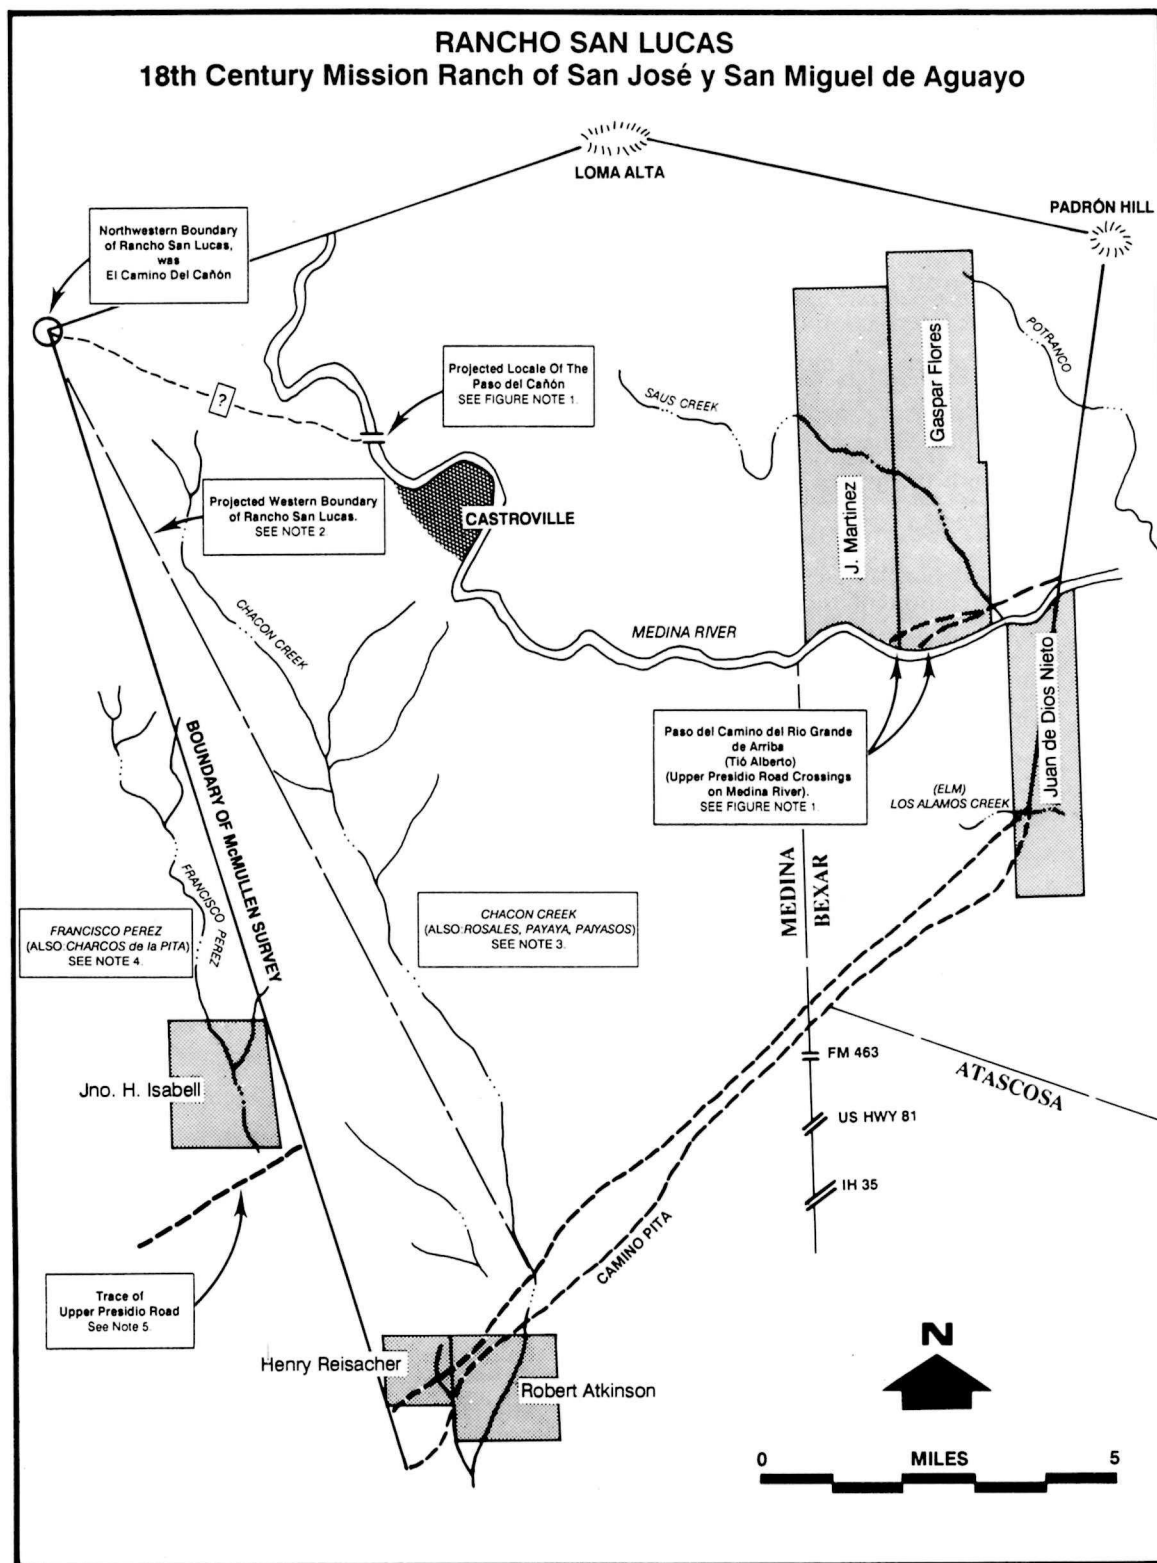 RANCHO SAN LUCAS
18th Century Mission Ranch of San José y San Miguel de Aguayo
LOMA ALTA
PADRÓN HILL
Northwestern Boundary
of Rancho San Lucas,
was
El Camino Del Cañón
POTRANCO
Gaspar Flores
Projected Locale Of The
Paso del Cañón
SEE FIGURE NOTE 1.
SAUS CREEK
?
J. Martinez
Projected Western Boundary
of Rancho San Lucas.
SEE NOTE 2
CASTROVILLE
CHACON CREEK
MEDINA RIVER
Juan de Dios Nieto
BOUNDARY OF McMULLEN SURVEY
Paso del Camino del Rio Grande
de Arriba
(Tió Alberto)
(Upper Presidio Road Crossings
on Medina River).
SEE FIGURE NOTE 1.
(ELM)
LOS ALAMOS CREEK
MEDINA
BEXAR
FRANCISCO PEREZ
FRANCISCO PEREZ
(ALSO:CHARCOS de la PITA)
SEE NOTE 4.
CHACON CREEK
(ALSO:ROSALES, PAYAYA, PAIYASOS)
SEE NOTE 3.
FM 463
ATASCOSA
Jno. H. Isabell
US HWY 81
IH 35
CAMINO PITA
Trace of
Upper Presidio Road
See Note 5.
N
Henry Reisacher
Robert Atkinson
0 MILES 5